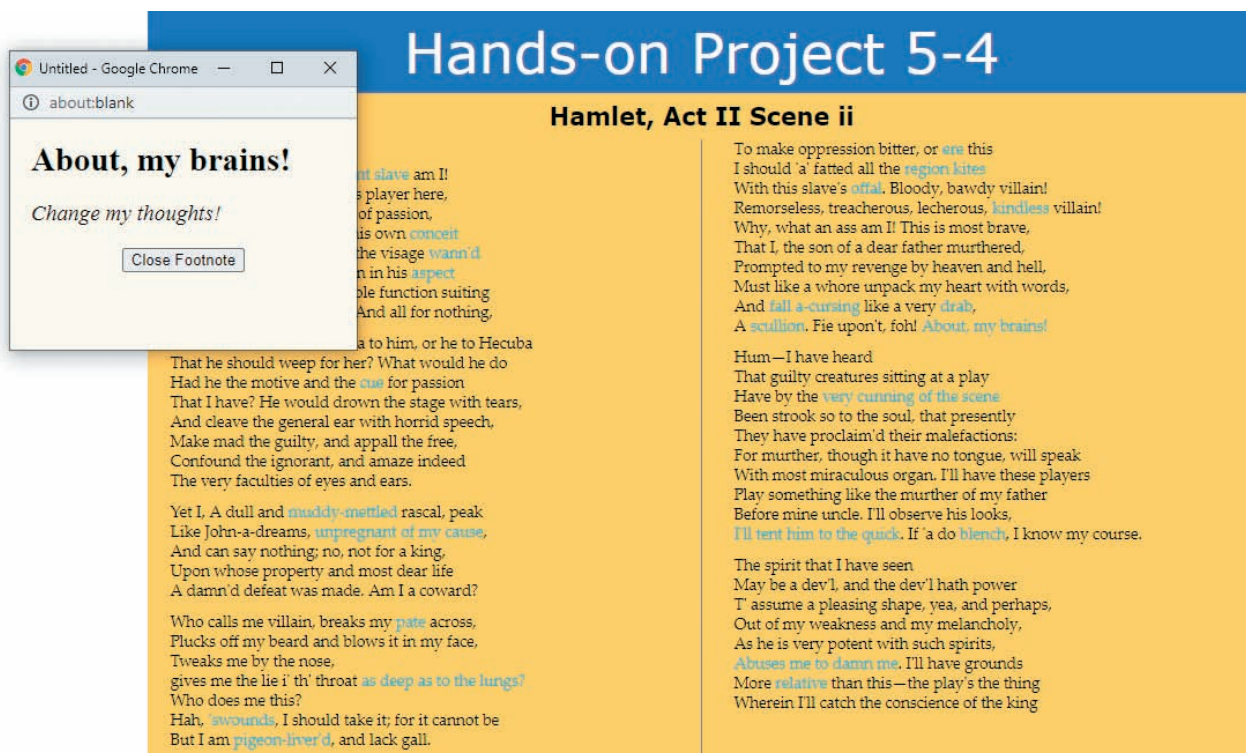 Hands-on Project 5-4
Untitled - Google Chrome
about:blank
About, my brains!
Change my thoughts!
Close Footnote
Hamlet, Act II Scene ii
slave am I!
player here,
of passion,
his own conceit
the visage wann'd
in his aspect
function suiting
And all for nothing,
to him, or he to Hecuba
That he should weep for her? What would he do
Had he the motive and the cue for passion
That I have? He would drown the stage with tears,
And cleave the general ear with horrid speech,
Make mad the guilty, and appall the free,
Confound the ignorant, and amaze indeed
The very faculties of eyes and ears.
Yet I, A dull and muddy-mettled rascal, peak
Like John-a-dreams, unpregnant of my cause,
And can say nothing; no, not for a king,
Upon whose property and most dear life
A damn'd defeat was made. Am I a coward?
Who calls me villain, breaks my pate across,
Plucks off my beard and blows it in my face,
Tweaks me by the nose,
gives me the lie i' th' throat as deep as to the lungs?
Who does me this?
Hah, 'swounds, I should take it; for it cannot be
But I am pigeon-liver'd, and lack gall.
To make oppression bitter, or ere this
I should 'a' fatted all the region kites
With this slave's offal. Bloody, bawdy villain!
Remorseless, treacherous, lecherous, kindless villain!
Why, what an ass am I! This is most brave,
That I, the son of a dear father murthered,
Prompted to my revenge by heaven and hell,
Must like a whore unpack my heart with words,
And fall a-cursing like a very drab,
A scullion. Fie upon't, foh! About, my brains!
Hum—I have heard
That guilty creatures sitting at a play
Have by the very cunning of the scene
Been strook so to the soul, that presently
They have proclaim'd their malefactions:
For murther, though it have no tongue, will speak
With most miraculous organ. I'll have these players
Play something like the murther of my father
Before mine uncle. I'll observe his looks,
I'll tent him to the quick. If 'a do blench, I know my course.
The spirit that I have seen
May be a dev'l, and the dev'l hath power
T' assume a pleasing shape, yea, and perhaps,
Out of my weakness and my melancholy,
As he is very potent with such spirits,
Abuses me to damn me. I'll have grounds
More relative than this—the play's the thing
Wherein I'll catch the conscience of the king